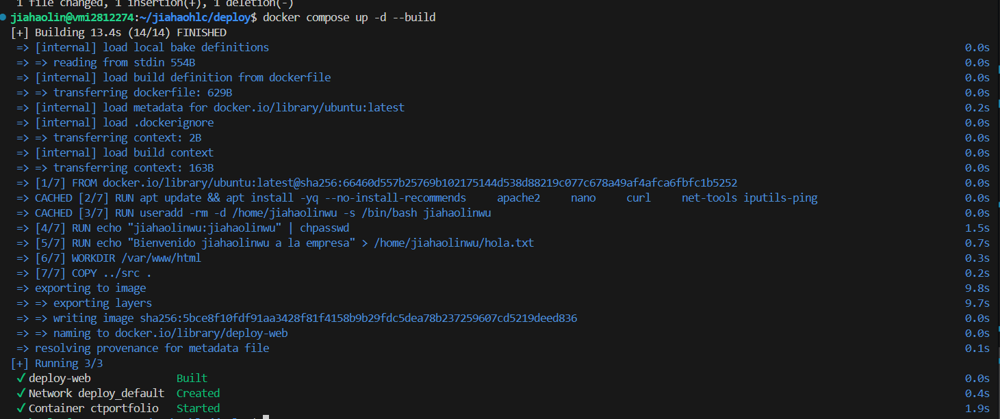 1 file changed, 1 insertion(+), 1 deletion(-)
jiahaolin@vmi2812274:~/jiahaohlc/deploy$ docker compose up -d --build
[+] Building 13.4s (14/14) FINISHED
=> [internal] load local bake definitions 0.0s
=> => reading from stdin 554B 0.0s
=> [internal] load build definition from dockerfile 0.0s
=> => transferring dockerfile: 629B 0.0s
=> [internal] load metadata for docker.io/library/ubuntu:latest 0.2s
=> [internal] load .dockerignore 0.0s
=> => transferring context: 2B 0.0s
=> [internal] load build context 0.0s
=> => transferring context: 163B 0.0s
=> [1/7] FROM docker.io/library/ubuntu:latest@sha256:66460d557b25769b102175144d538d88219c077c678a49af4afca6fbfc1b5252 0.0s
=> CACHED [2/7] RUN apt update && apt install -yq --no-install-recommends apache2 nano curl net-tools iputils-ping 0.0s
=> CACHED [3/7] RUN useradd -rm -d /home/jiahaolinwu -s /bin/bash jiahaolinwu 0.0s
=> [4/7] RUN echo "jiahaolinwu:jiahaolinwu" | chpasswd 1.5s
=> [5/7] RUN echo "Bienvenido jiahaolinwu a la empresa" > /home/jiahaolinwu/hola.txt 0.7s
=> [6/7] WORKDIR /var/www/html 0.3s
=> [7/7] COPY ../src . 0.2s
=> exporting to image 9.8s
=> => exporting layers 9.7s
=> => writing image sha256:5bce8f10fdf91aa3428f81f4158b9b29fdc5dea78b237259607cd5219deed836 0.0s
=> => naming to docker.io/library/deploy-web 0.0s
=> resolving provenance for metadata file 0.1s
[+] Running 3/3
✓ deploy-web Built 0.0s
✓ Network deploy_default Created 0.4s
✓ Container ctportfolio Started 1.9s